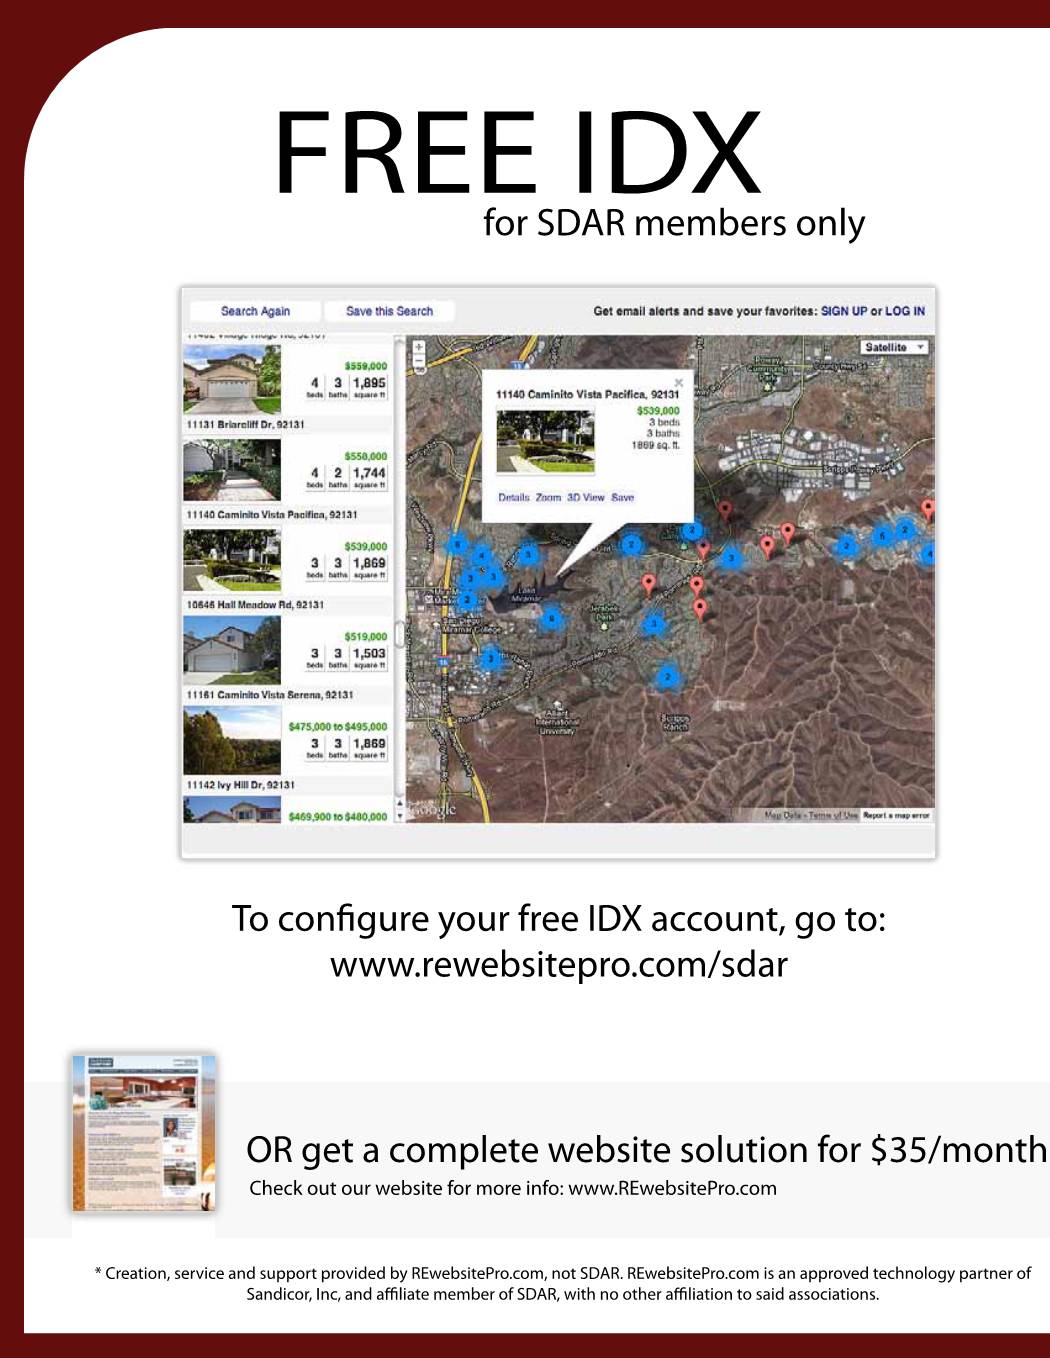 FREE IDX
for SDAR members only
Search Again
Save this Search
Get email alerts and save your favorites: SIGN UP or LOG IN
$559,000
4 3 1,895
beds baths square ft
11131 Briarcliff Dr, 92131
$550,000
4 2 1,744
beds baths square ft
11140 Caminito Vista Pacifica, 92131
$539,000
3 3 1,869
beds baths square ft
10646 Hall Meadow Rd, 92131
$519,000
3 3 1,503
beds baths square ft
11161 Caminito Vista Serena, 92131
$475,000 to $495,000
3 3 1,869
beds baths square ft
11142 Ivy Hill Dr, 92131
$469,900 to $480,000
Satellite
11140 Caminito Vista Pacifica, 92131
$539,000
3 beds
3 baths
1869 sq. ft.
Details Zoom 3D View Save
Poway
Community
Park
Lake
Miramar
Jerabek
Park
San Diego
Miramar College
Alliant
International
University
Scripps
Ranch
Google
Map Data - Terms of Use
Report a map error
To configure your free IDX account, go to:
www.rewebsitepro.com/sdar
OR get a complete website solution for $35/month
Check out our website for more info: www.REwebsitePro.com
* Creation, service and support provided by REwebsitePro.com, not SDAR. REwebsitePro.com is an approved technology partner of
Sandicor, Inc, and affiliate member of SDAR, with no other affiliation to said associations.